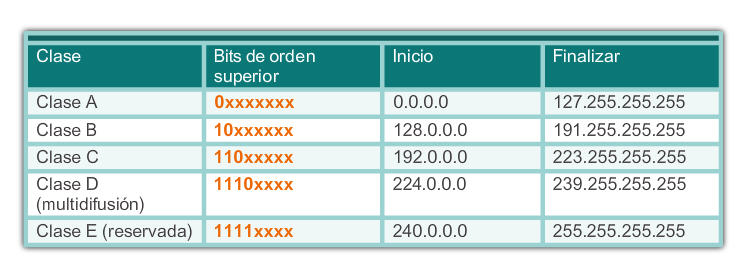 Clase Bits de orden superior Inicio Finalizar
Clase A 0xxxxxxx 0.0.0.0 127.255.255.255
Clase B 10xxxxxx 128.0.0.0 191.255.255.255
Clase C 110xxxxx 192.0.0.0 223.255.255.255
Clase D (multidifusión) 1110xxxx 224.0.0.0 239.255.255.255
Clase E (reservada) 1111xxxx 240.0.0.0 255.255.255.255